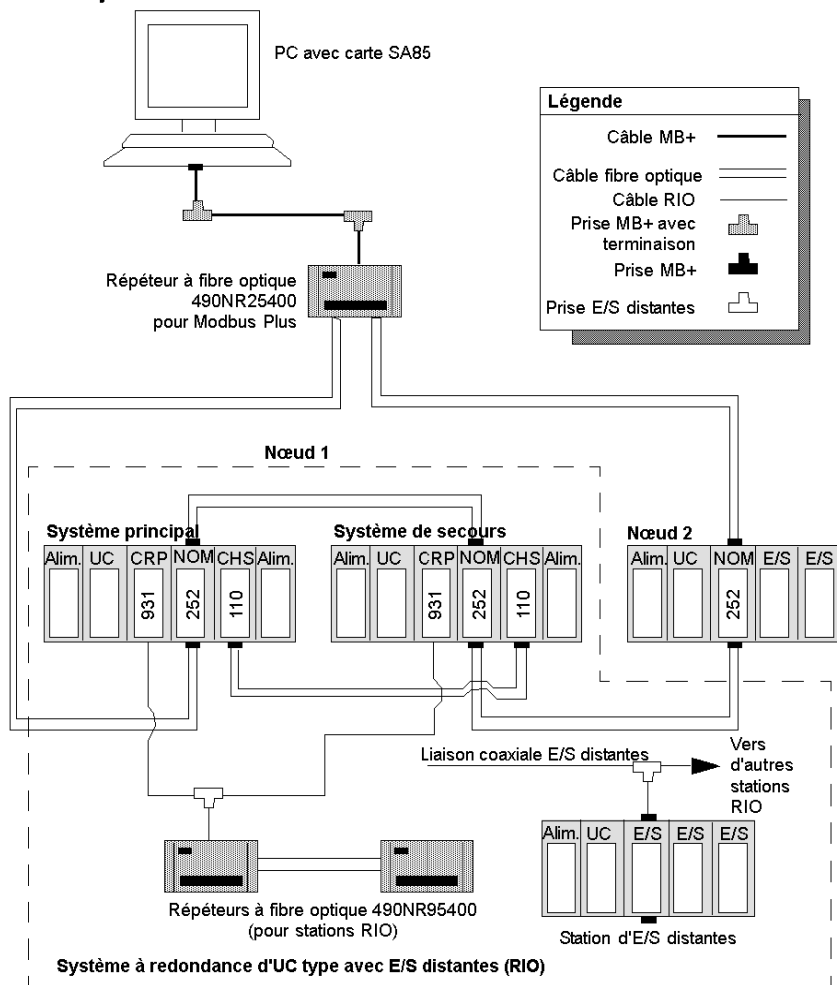 PC avec carte SA85
Légende
Câble MB+
Câble fibre optique
Câble RIO
Prise MB+ avec
terminaison
Prise MB+
Prise E/S distantes
Répéteur à fibre optique
490NR25400
pour Modbus Plus
Nœud 1
Système principal
Alim. UC CRP NOM CHS Alim.
931 252 110
Système de secours
Alim. UC CRP NOM CHS Alim.
931 252 110
Nœud 2
Alim. UC NOM E/S E/S
252
Liaison coaxiale E/S distantes
Vers
d'autres
stations
RIO
Alim. UC E/S E/S E/S
Station d'E/S distantes
Répéteurs à fibre optique 490NR95400
(pour stations RIO)
Système à redondance d'UC type avec E/S distantes (RIO)